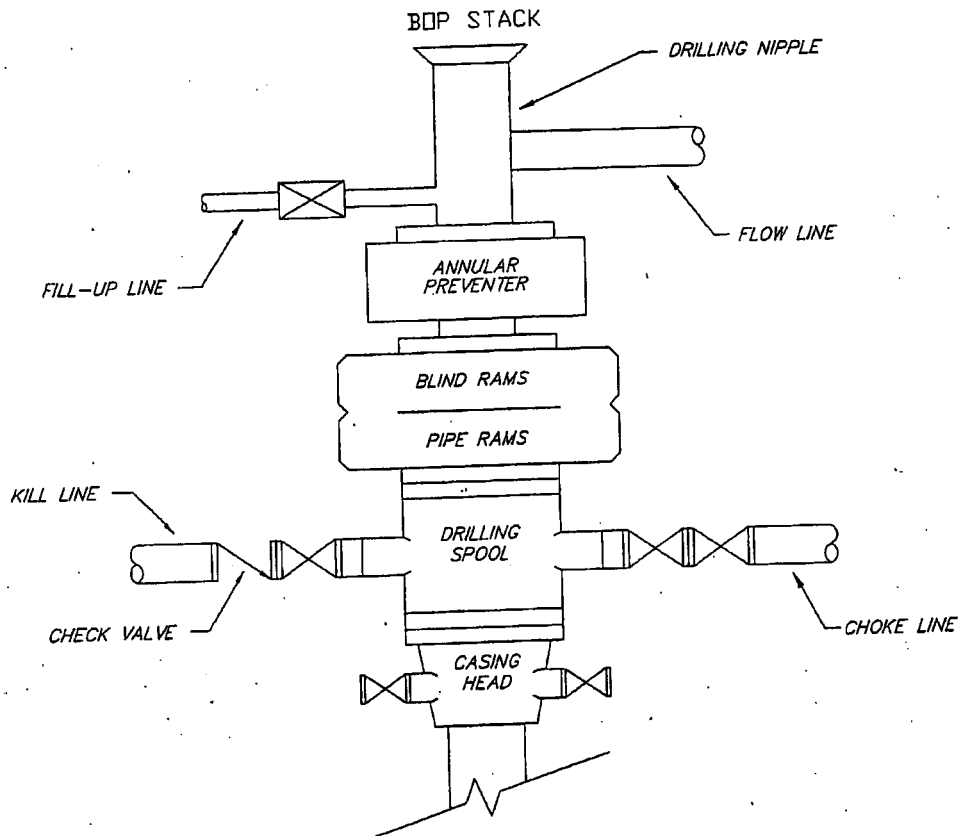 BOP STACK
DRILLING NIPPLE
FLOW LINE
FILL-UP LINE
ANNULAR
PREVENTER
BLIND RAMS
PIPE RAMS
KILL LINE
DRILLING
SPOOL
CHECK VALVE
CHOKE LINE
CASING
HEAD